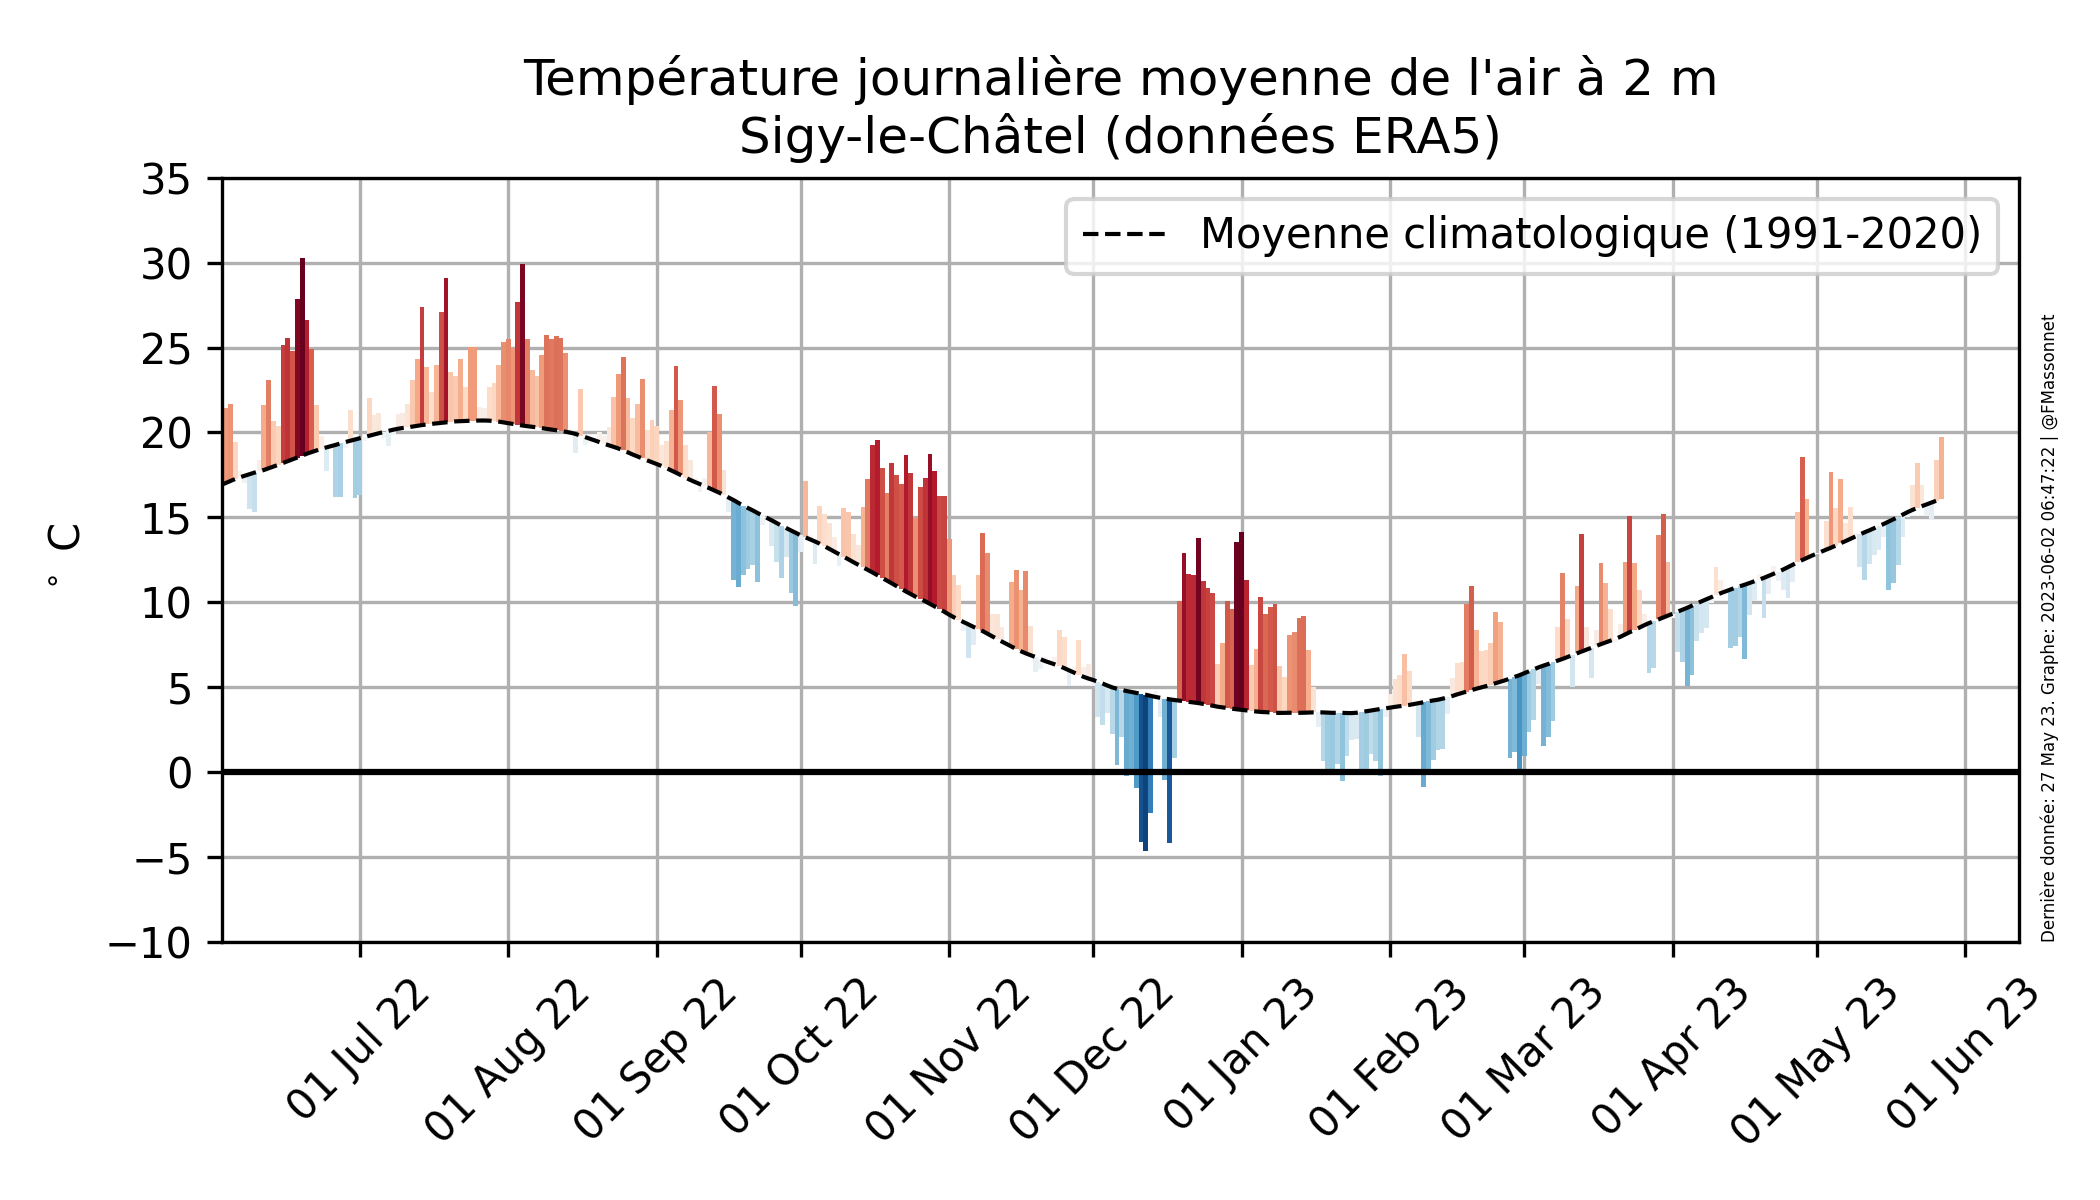 Température journalière moyenne de l'air à 2 m
Sigy-le-Châtel (données ERA5)
35
30
25
20
15
10
5
0
−5
−10
° C
Moyenne climatologique (1991-2020)
01 Jul 22
01 Aug 22
01 Sep 22
01 Oct 22
01 Nov 22
01 Dec 22
01 Jan 23
01 Feb 23
01 Mar 23
01 Apr 23
01 May 23
01 Jun 23
Dernière donnée: 27 May 23. Graphe: 2023-06-02 06:47:22 | @FMassonnet